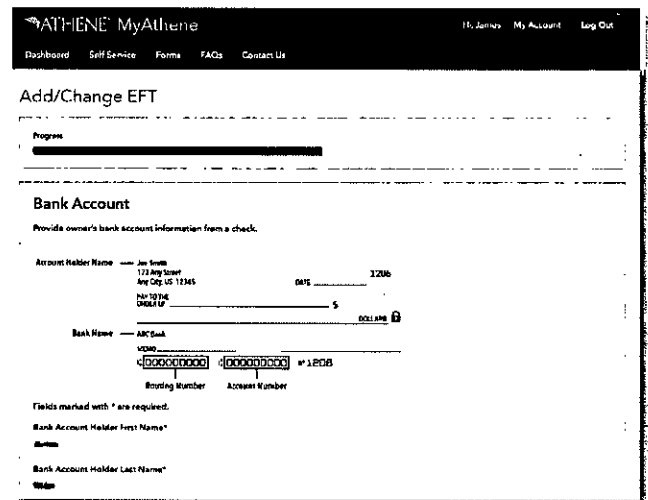 ATHENE MyAthene
Hi, James My Account Log Out
Dashboard Self Service Forms FAQs Contact Us
Add/Change EFT
Progress
Bank Account
Provide owner's bank account information from a check.
Account Holder Name
Joe Smith
123 Any Street
Any City, US 12345
1206
DATE
PAY TO THE
ORDER OF
$
DOLLARS
Bank Name
ABC Bank
MEMO
000000000 000000000 1208
Routing Number Account Number
Fields marked with * are required.
Bank Account Holder First Name*
Bank Account Holder Last Name*